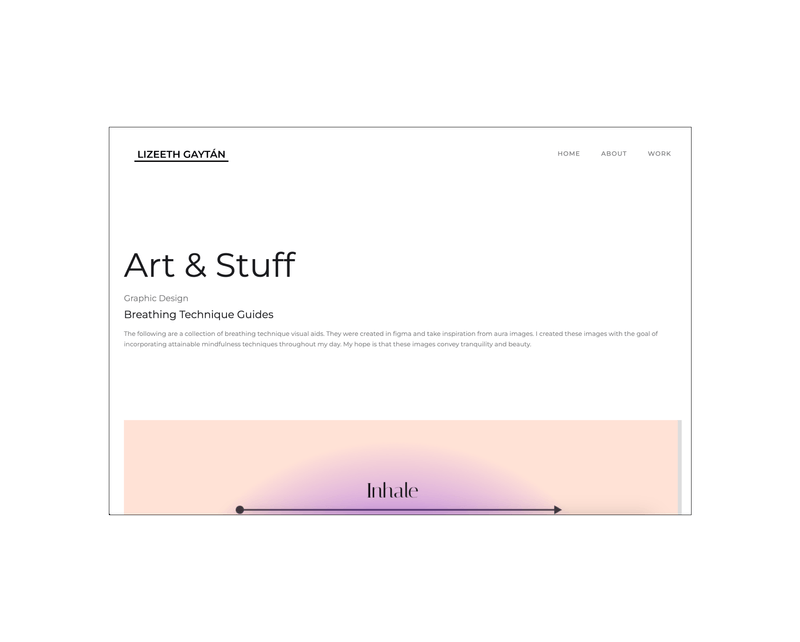 LIZEETH GAYTÁN
HOME ABOUT WORK
Art & Stuff
Graphic Design
Breathing Technique Guides
The following are a collection of breathing technique visual aids. They were created in figma and take inspiration from aura images. I created these images with the goal of
incorporating attainable mindfulness techniques throughout my day. My hope is that these images convey tranquility and beauty.
Inhale